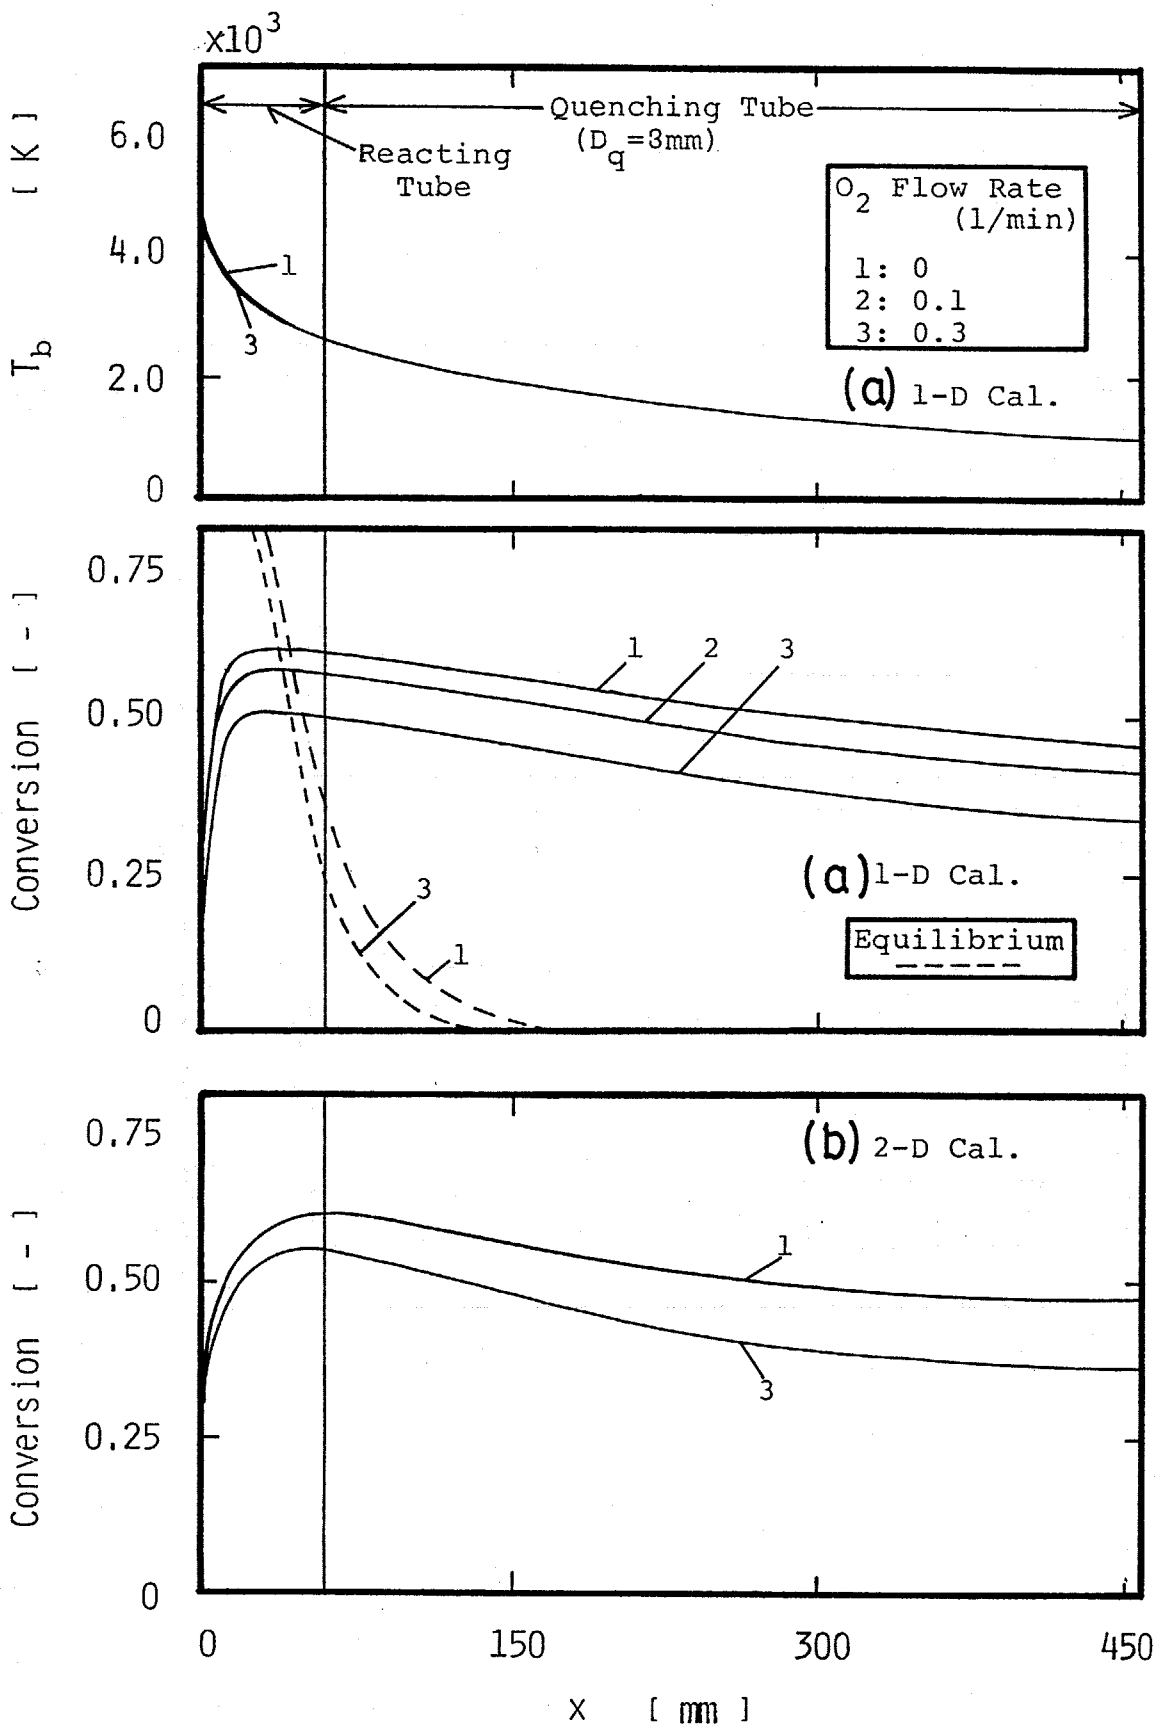 x10³
6.0
4.0
2.0
0
T_b [ K ]
Quenching Tube
(D_q=3mm)
Reacting
Tube
O₂ Flow Rate
(l/min)
1: 0
2: 0.1
3: 0.3
1
3
(a) 1-D Cal.
0.75
0.50
0.25
0
Conversion [ - ]
1
2
3
3
1
(a) 1-D Cal.
Equilibrium
0.75
0.50
0.25
0
Conversion [ - ]
(b) 2-D Cal.
1
3
0
150
300
450
X [ mm ]